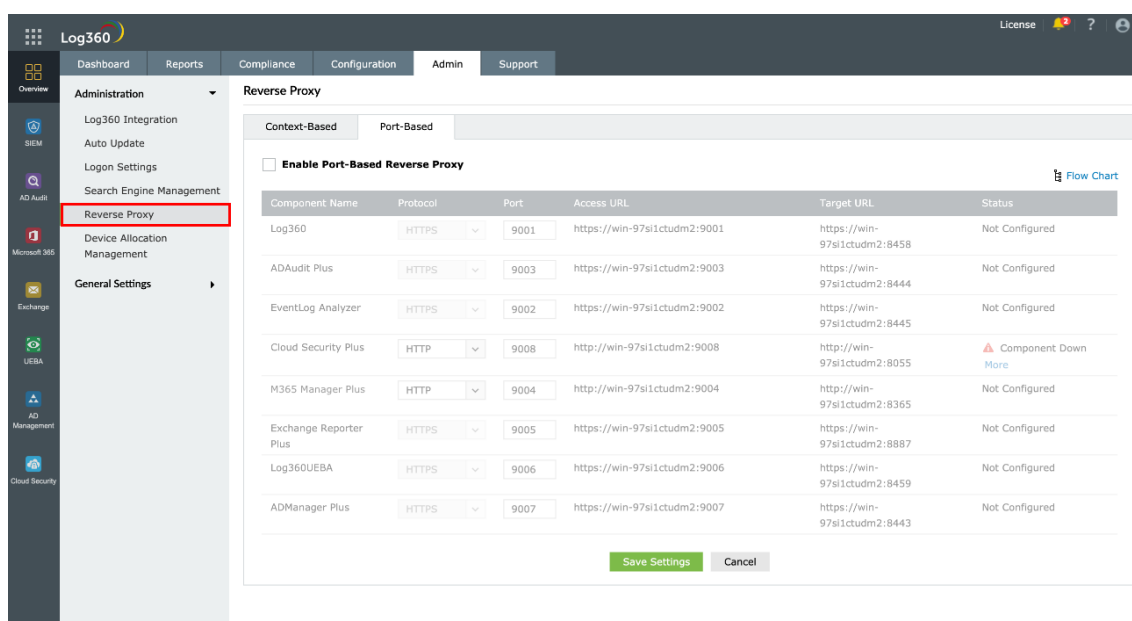 License 2 ?
Log360
Dashboard Reports Compliance Configuration Admin Support
Overview
SIEM
AD Audit
Microsoft 365
Exchange
UEBA
AD
Management
Cloud Security
Administration
Log360 Integration
Auto Update
Logon Settings
Search Engine Management
Reverse Proxy
Device Allocation
Management
General Settings
Reverse Proxy
Context-Based Port-Based
Enable Port-Based Reverse Proxy
Flow Chart
Component Name Protocol Port Access URL Target URL Status
Log360 HTTPS 9001 https://win-97si1ctudm2:9001 https://win- Not Configured
97si1ctudm2:8458
ADAudit Plus HTTPS 9003 https://win-97si1ctudm2:9003 https://win- Not Configured
97si1ctudm2:8444
EventLog Analyzer HTTPS 9002 https://win-97si1ctudm2:9002 https://win- Not Configured
97si1ctudm2:8445
Cloud Security Plus HTTP 9008 http://win-97si1ctudm2:9008 http://win- Component Down
97si1ctudm2:8055 More
M365 Manager Plus HTTP 9004 http://win-97si1ctudm2:9004 http://win- Not Configured
97si1ctudm2:8365
Exchange Reporter HTTPS 9005 https://win-97si1ctudm2:9005 https://win- Not Configured
Plus 97si1ctudm2:8887
Log360UEBA HTTPS 9006 https://win-97si1ctudm2:9006 https://win- Not Configured
97si1ctudm2:8459
ADManager Plus HTTPS 9007 https://win-97si1ctudm2:9007 https://win- Not Configured
97si1ctudm2:8443
Save Settings Cancel